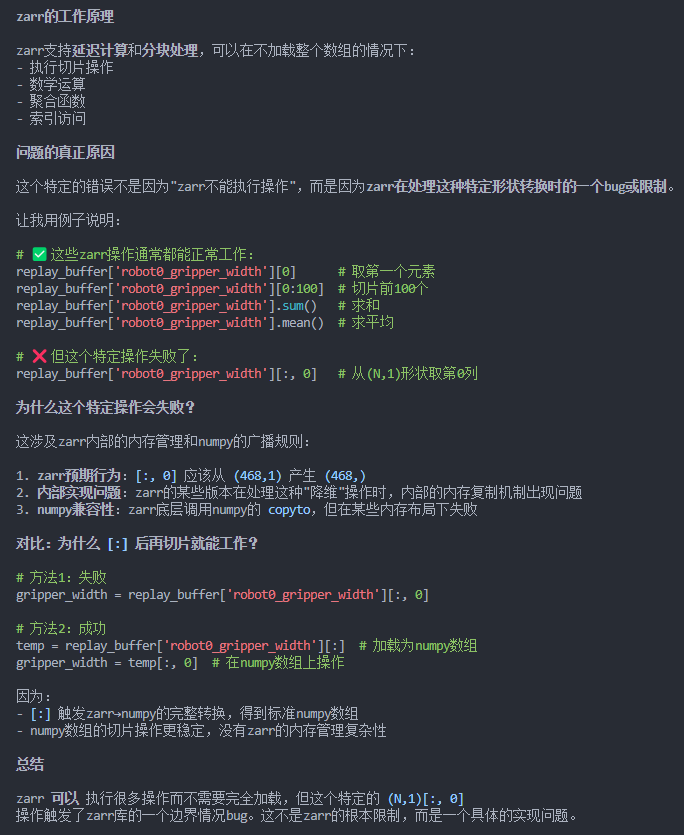 zarr的工作原理
zarr支持延迟计算和分块处理，可以在不加载整个数组的情况下：
- 执行切片操作
- 数学运算
- 聚合函数
- 索引访问
问题的真正原因
这个特定的错误不是因为"zarr不能执行操作"，而是因为zarr在处理这种特定形状转换时的一个bug或限制。
让我用例子说明：
# ✅ 这些zarr操作通常都能正常工作：
replay_buffer['robot0_gripper_width'][0]      # 取第一个元素
replay_buffer['robot0_gripper_width'][0:100]  # 切片前100个
replay_buffer['robot0_gripper_width'].sum()   # 求和
replay_buffer['robot0_gripper_width'].mean()  # 求平均
# ❌ 但这个特定操作失败了：
replay_buffer['robot0_gripper_width'][:, 0]   # 从(N,1)形状取第0列
为什么这个特定操作会失败？
这涉及zarr内部的内存管理和numpy的广播规则：
1. zarr预期行为：[:, 0] 应该从 (468,1) 产生 (468,)
2. 内部实现问题：zarr的某些版本在处理这种"降维"操作时，内部的内存复制机制出现问题
3. numpy兼容性：zarr底层调用numpy的 copyto，但在某些内存布局下失败
对比：为什么 [:] 后再切片就能工作？
# 方法1：失败
gripper_width = replay_buffer['robot0_gripper_width'][:, 0]
# 方法2：成功
temp = replay_buffer['robot0_gripper_width'][:]  # 加载为numpy数组
gripper_width = temp[:, 0]  # 在numpy数组上操作
因为：
- [:] 触发zarr→numpy的完整转换，得到标准numpy数组
- numpy数组的切片操作更稳定，没有zarr的内存管理复杂性
总结
zarr 可以 执行很多操作而不需要完全加载，但这个特定的 (N,1)[:, 0]
操作触发了zarr库的一个边界情况bug。这不是zarr的根本限制，而是一个具体的实现问题。